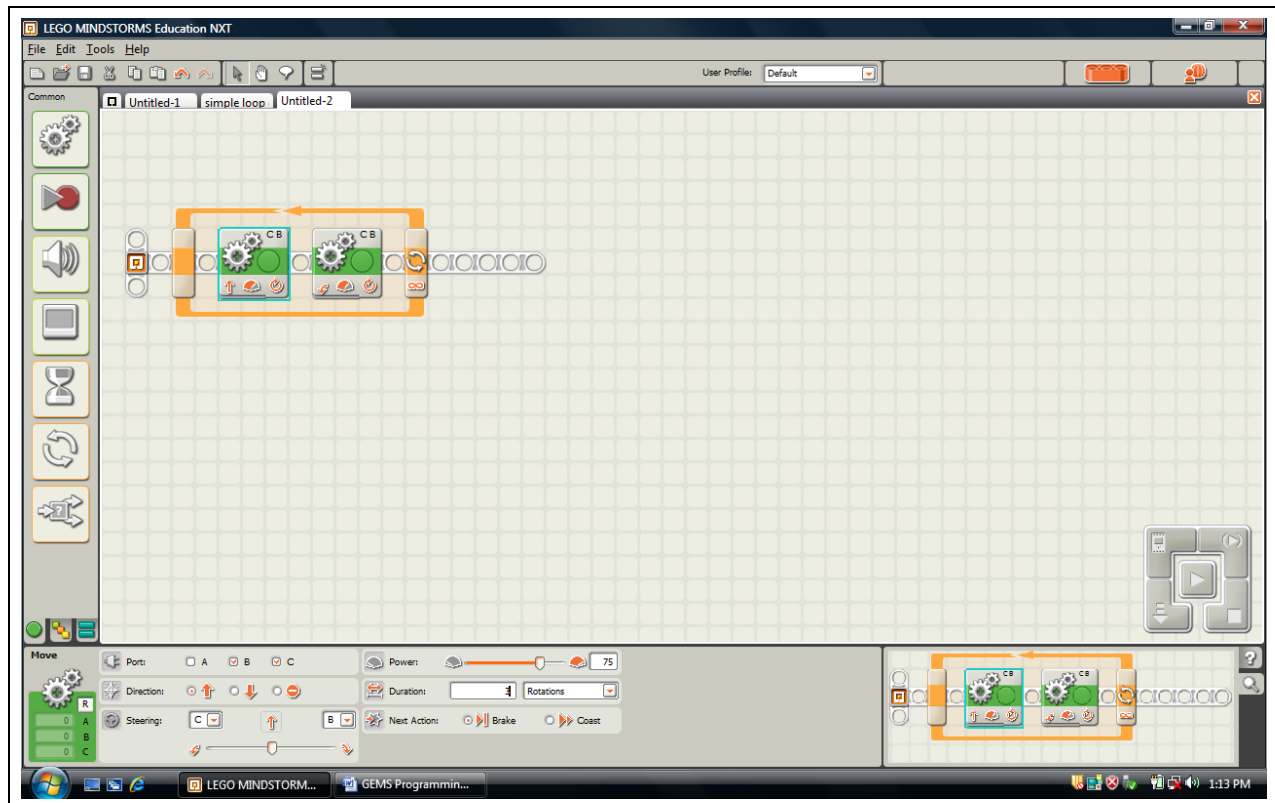 LEGO MINDSTORMS Education NXT
File Edit Tools Help
User Profile: Default
Common
Untitled-1 simple loop Untitled-2
C B C B
Move
Port: A B C
Power: 75
Direction:
Duration: Rotations
Steering: C B
Next Action: Brake Coast
R
0 A
0 B
0 C
C B C B
?
LEGO MINDSTORM... GEMS Programmin... 1:13 PM